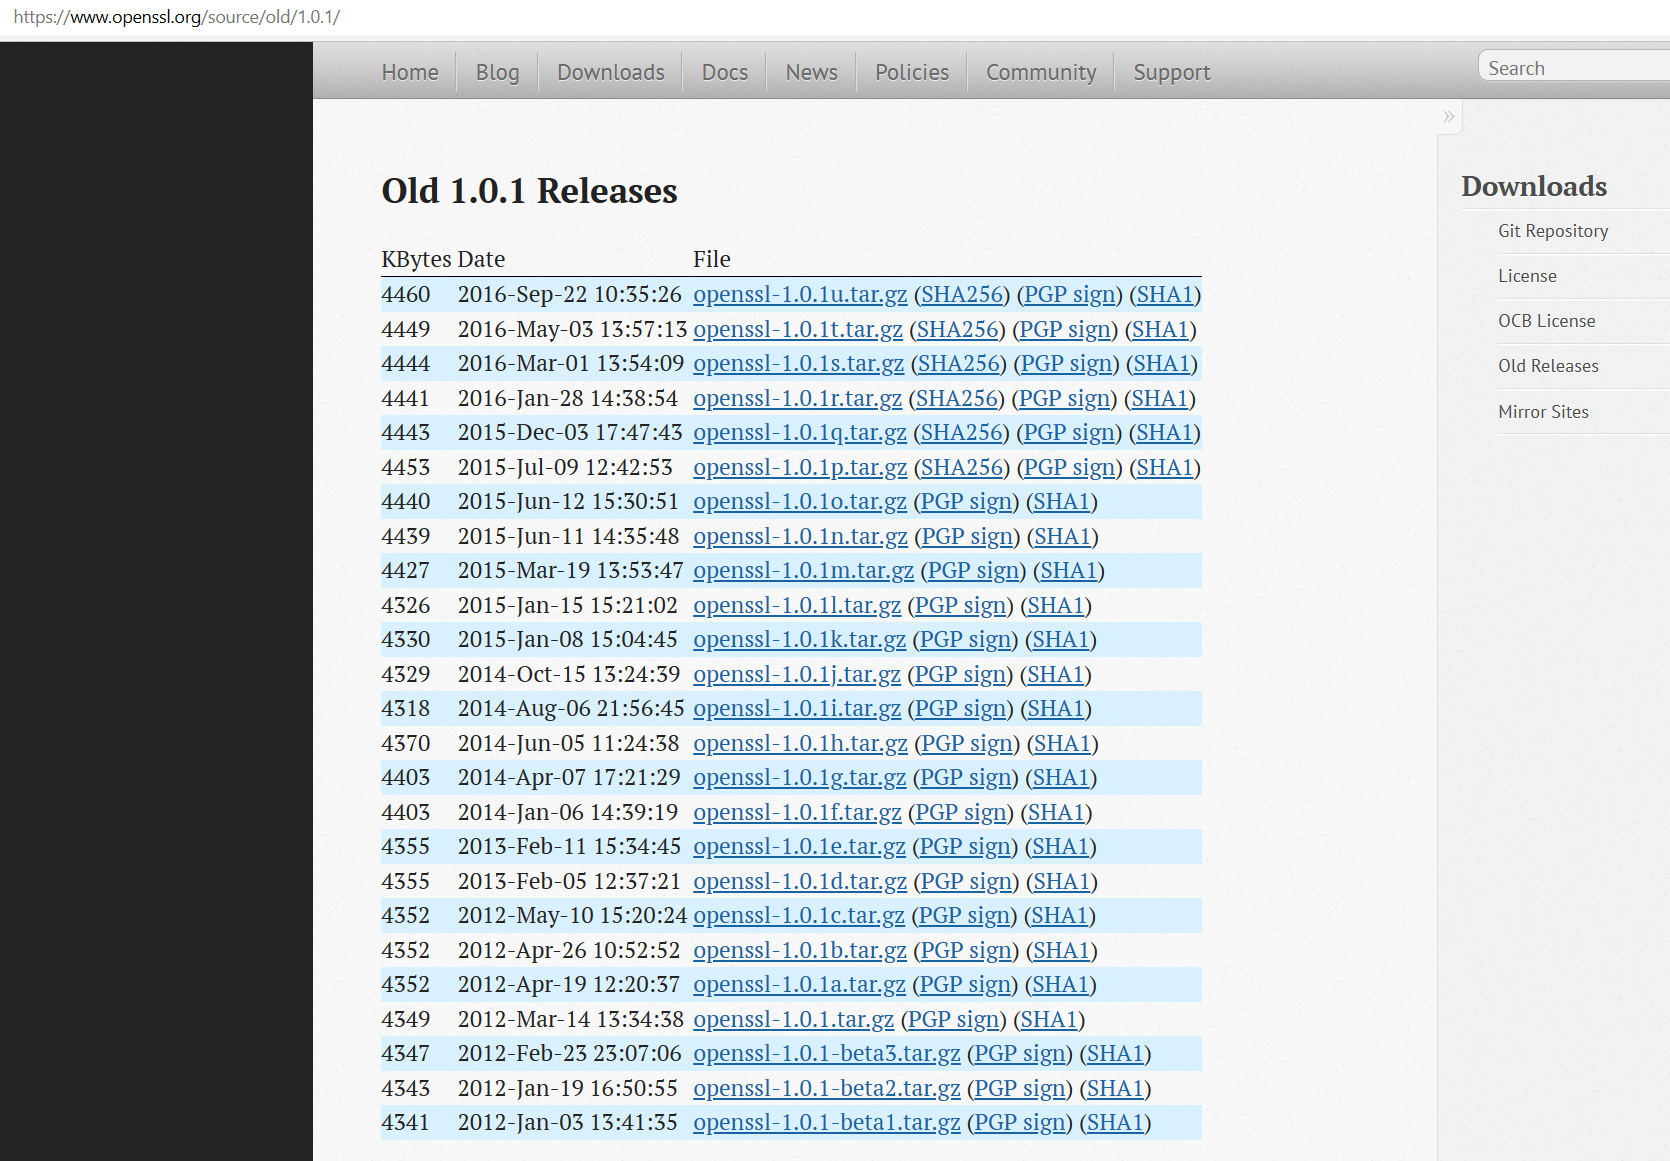 https://www.openssl.org/source/old/1.0.1/
Home Blog Downloads Docs News Policies Community Support Search
»
Old 1.0.1 Releases
KBytes Date File
4460 2016-Sep-22 10:35:26 openssl-1.0.1u.tar.gz (SHA256) (PGP sign) (SHA1)
4449 2016-May-03 13:57:13 openssl-1.0.1t.tar.gz (SHA256) (PGP sign) (SHA1)
4444 2016-Mar-01 13:54:09 openssl-1.0.1s.tar.gz (SHA256) (PGP sign) (SHA1)
4441 2016-Jan-28 14:38:54 openssl-1.0.1r.tar.gz (SHA256) (PGP sign) (SHA1)
4443 2015-Dec-03 17:47:43 openssl-1.0.1q.tar.gz (SHA256) (PGP sign) (SHA1)
4453 2015-Jul-09 12:42:53 openssl-1.0.1p.tar.gz (SHA256) (PGP sign) (SHA1)
4440 2015-Jun-12 15:30:51 openssl-1.0.1o.tar.gz (PGP sign) (SHA1)
4439 2015-Jun-11 14:35:48 openssl-1.0.1n.tar.gz (PGP sign) (SHA1)
4427 2015-Mar-19 13:53:47 openssl-1.0.1m.tar.gz (PGP sign) (SHA1)
4326 2015-Jan-15 15:21:02 openssl-1.0.1l.tar.gz (PGP sign) (SHA1)
4330 2015-Jan-08 15:04:45 openssl-1.0.1k.tar.gz (PGP sign) (SHA1)
4329 2014-Oct-15 13:24:39 openssl-1.0.1j.tar.gz (PGP sign) (SHA1)
4318 2014-Aug-06 21:56:45 openssl-1.0.1i.tar.gz (PGP sign) (SHA1)
4370 2014-Jun-05 11:24:38 openssl-1.0.1h.tar.gz (PGP sign) (SHA1)
4403 2014-Apr-07 17:21:29 openssl-1.0.1g.tar.gz (PGP sign) (SHA1)
4403 2014-Jan-06 14:39:19 openssl-1.0.1f.tar.gz (PGP sign) (SHA1)
4355 2013-Feb-11 15:34:45 openssl-1.0.1e.tar.gz (PGP sign) (SHA1)
4355 2013-Feb-05 12:37:21 openssl-1.0.1d.tar.gz (PGP sign) (SHA1)
4352 2012-May-10 15:20:24 openssl-1.0.1c.tar.gz (PGP sign) (SHA1)
4352 2012-Apr-26 10:52:52 openssl-1.0.1b.tar.gz (PGP sign) (SHA1)
4352 2012-Apr-19 12:20:37 openssl-1.0.1a.tar.gz (PGP sign) (SHA1)
4349 2012-Mar-14 13:34:38 openssl-1.0.1.tar.gz (PGP sign) (SHA1)
4347 2012-Feb-23 23:07:06 openssl-1.0.1-beta3.tar.gz (PGP sign) (SHA1)
4343 2012-Jan-19 16:50:55 openssl-1.0.1-beta2.tar.gz (PGP sign) (SHA1)
4341 2012-Jan-03 13:41:35 openssl-1.0.1-beta1.tar.gz (PGP sign) (SHA1)
Downloads
Git Repository
License
OCB License
Old Releases
Mirror Sites